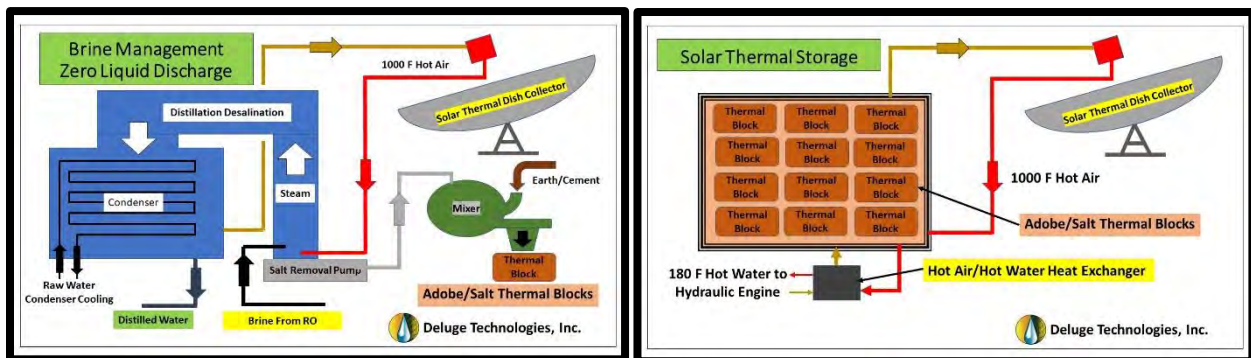 Brine Management
Zero Liquid Discharge
1000 F Hot Air
Solar Thermal Dish Collector
Distillation Desalination
Condenser
Steam
Earth/Cement
Mixer
Salt Removal Pump
Thermal
Block
Adobe/Salt Thermal Blocks
Raw Water
Condenser Cooling
Distilled Water
Brine From RO
Deluge Technologies, Inc.
Solar Thermal Storage
Solar Thermal Dish Collector
Thermal
Block
Thermal
Block
Thermal
Block
Thermal
Block
Thermal
Block
Thermal
Block
Thermal
Block
Thermal
Block
Thermal
Block
Thermal
Block
Thermal
Block
Thermal
Block
1000 F Hot Air
Adobe/Salt Thermal Blocks
180 F Hot Water to
Hydraulic Engine
Hot Air/Hot Water Heat Exchanger
Deluge Technologies, Inc.